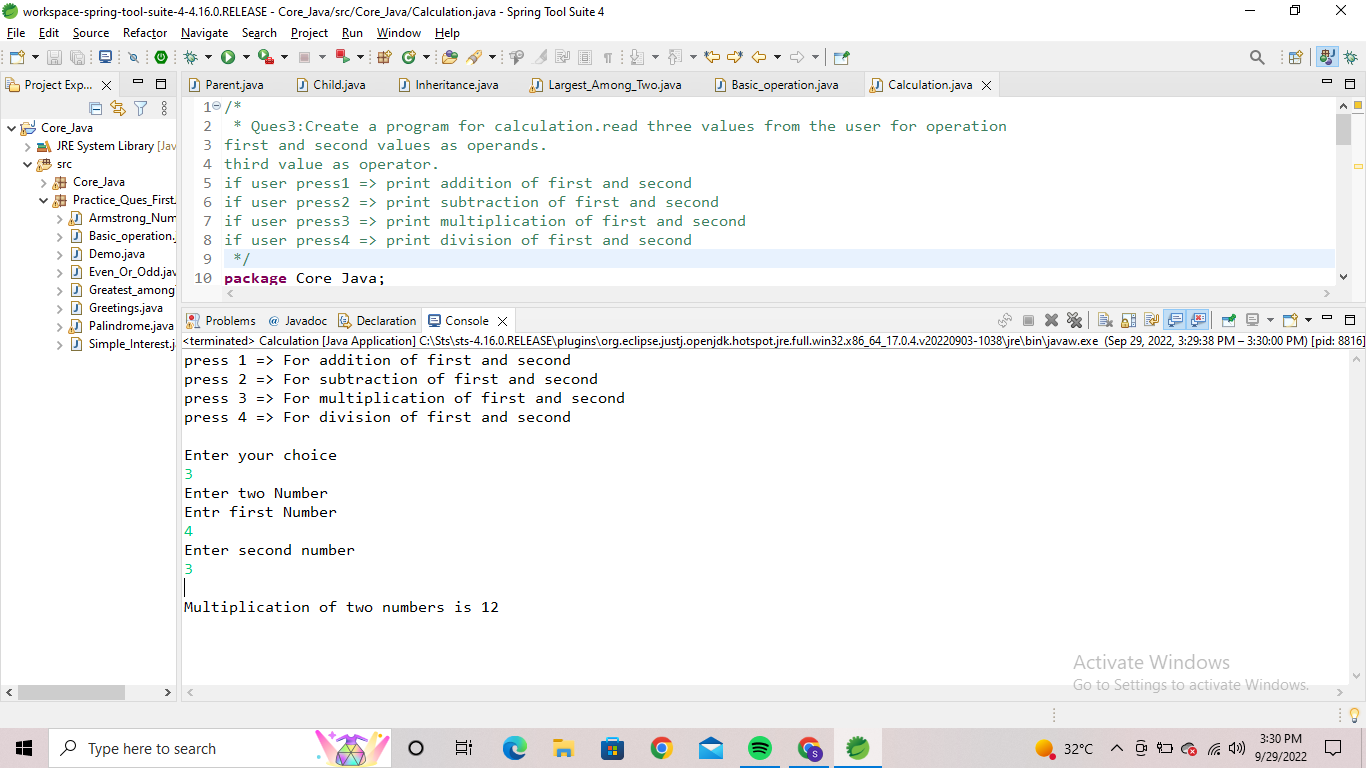 workspace-spring-tool-suite-4-4.16.0.RELEASE - Core_Java/src/Core_Java/Calculation.java - Spring Tool Suite 4
File Edit Source Refactor Navigate Search Project Run Window Help
Project Exp...
Parent.java Child.java Inheritance.java Largest_Among_Two.java Basic_operation.java Calculation.java
Core_Java
JRE System Library [Jav
src
Core_Java
Practice_Ques_First.
Armstrong_Num
Basic_operation.
Demo.java
Even_Or_Odd.jav
Greatest_among
Greetings.java
Palindrome.java
Simple_Interest.j
1 /*
2 * Ques3:Create a program for calculation.read three values from the user for operation
3 first and second values as operands.
4 third value as operator.
5 if user press1 => print addition of first and second
6 if user press2 => print subtraction of first and second
7 if user press3 => print multiplication of first and second
8 if user press4 => print division of first and second
9 */
10 package Core Java;
Problems @ Javadoc Declaration Console
<terminated> Calculation [Java Application] C:\Sts\sts-4.16.0.RELEASE\plugins\org.eclipse.justj.openjdk.hotspot.jre.full.win32.x86_64_17.0.4.v20220903-1038\jre\bin\javaw.exe (Sep 29, 2022, 3:29:38 PM – 3:30:00 PM) [pid: 8816]
press 1 => For addition of first and second
press 2 => For subtraction of first and second
press 3 => For multiplication of first and second
press 4 => For division of first and second
Enter your choice
3
Enter two Number
Entr first Number
4
Enter second number
3
Multiplication of two numbers is 12
Activate Windows
Go to Settings to activate Windows.
Type here to search
S
32°C
3:30 PM
9/29/2022